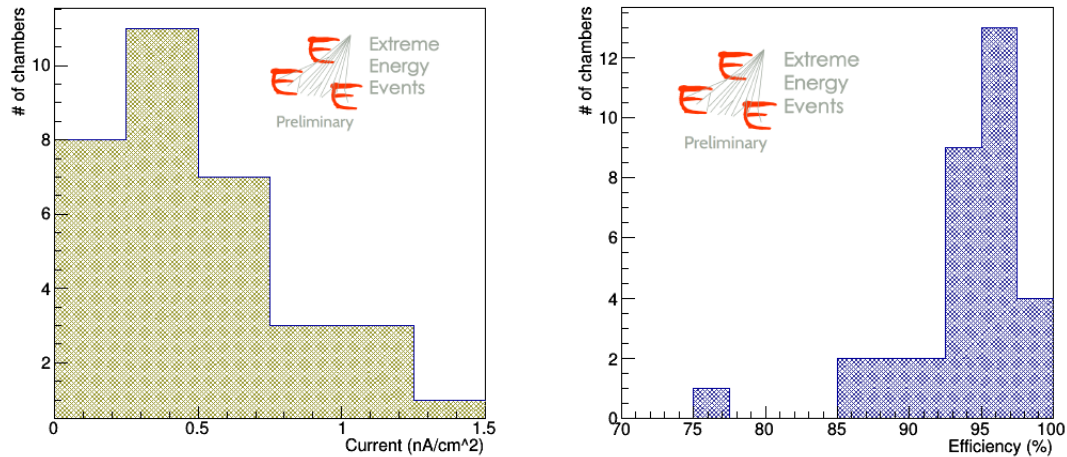 # of chambers
10
8
6
4
2
0
0.5
1
1.5
Current (nA/cm^2)
Extreme
Energy
Events
Preliminary
# of chambers
12
10
8
6
4
2
0
70
75
80
85
90
95
100
Efficiency (%)
Extreme
Energy
Events
Preliminary